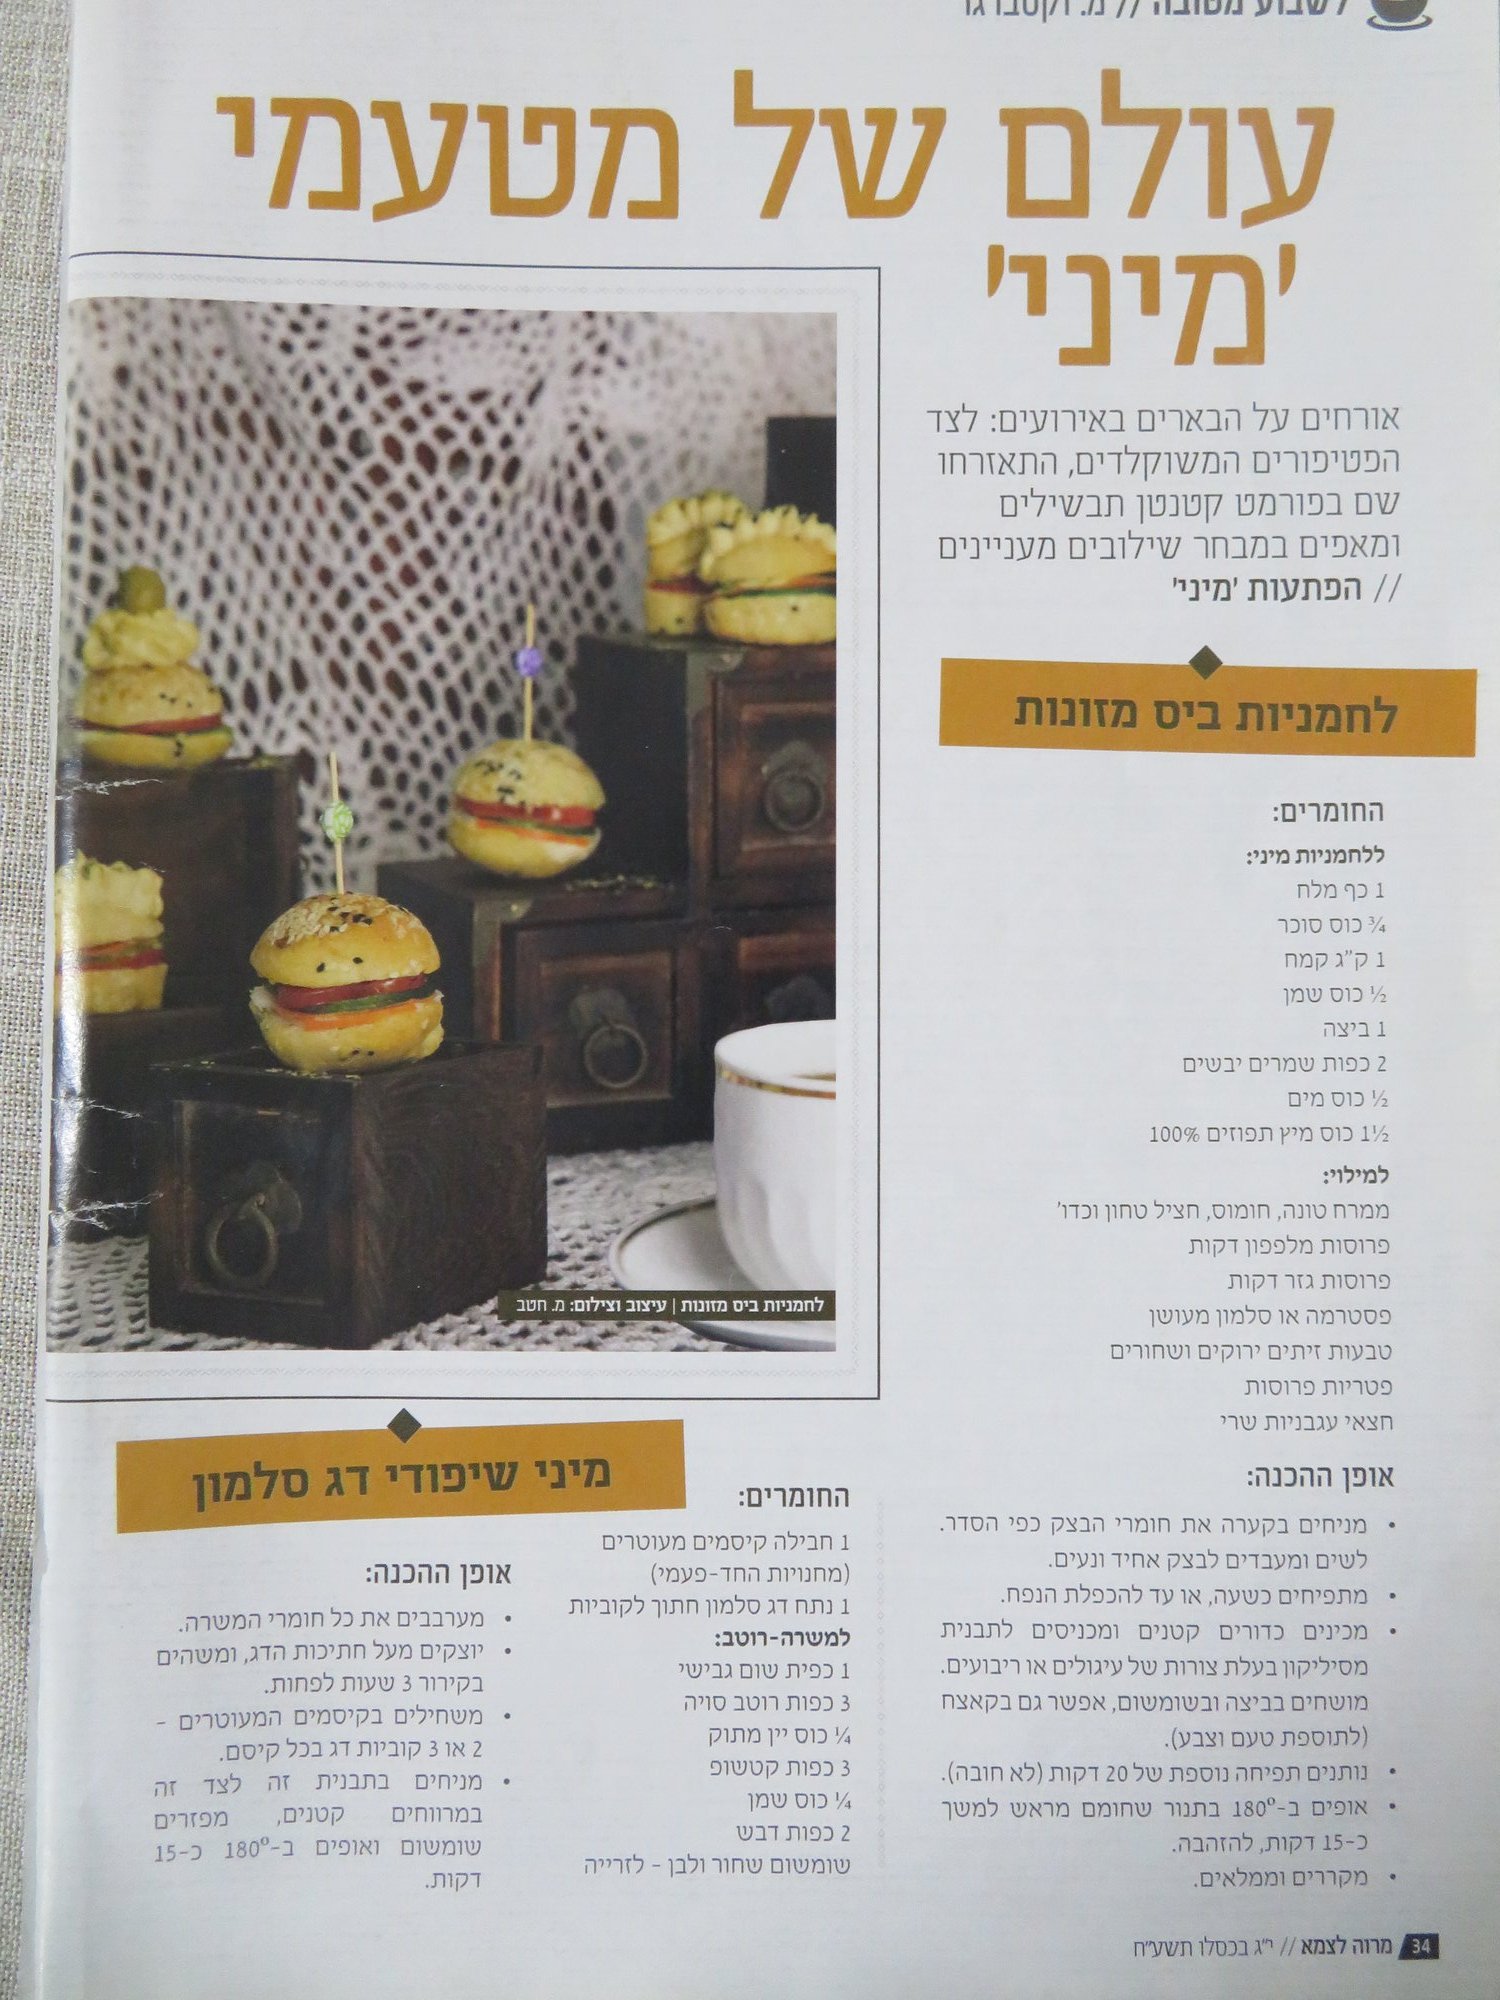 לשבוע מטובה // מ.
עולם של מטעמי
'מיני'
אורחים על הבארים באירועים: לצד
הפטיפורים המשוקלדים, התאזרחו
שם בפורמט קטנטן תבשילים
ומאפים במבחר שילובים מעניינים
// הפתעות 'מיני'
לחמניות ביס מזונות
החומרים:
ללחמניות מיני:
1 כף מלח
¾ כוס סוכר
1 ק"ג קמח
½ כוס שמן
1 ביצה
2 כפות שמרים יבשים
½ כוס מים
1½ כוס מיץ תפוזים 100%
למילוי:
ממרח טונה, חומוס, חציל טחון וכדו'
פרוסות מלפפון דקות
פרוסות גזר דקות
פסטרמה או סלמון מעושן
טבעות זיתים ירוקים ושחורים
פטריות פרוסות
חצאי עגבניות שרי
אופן ההכנה:
• מניחים בקערה את חומרי הבצק כפי הסדר.
לשים ומעבדים לבצק אחיד ונעים.
• מתפיחים כשעה, או עד להכפלת הנפח.
• מכינים כדורים קטנים ומכניסים לתבנית
מסיליקון בעלת צורות של עיגולים או ריבועים.
מושחים בביצה ובשומשום, אפשר גם בקאצח
(לתוספת טעם וצבע).
• נותנים תפיחה נוספת של 20 דקות (לא חובה).
• אופים ב-180º בתנור שחומם מראש למשך
כ-15 דקות, להזהבה.
• מקררים וממלאים.
לחמניות ביס מזונות | עיצוב וצילום: מ. חטב
מיני שיפודי דג סלמון
החומרים:
1 חבילה קיסמים מעוטרים
(מחנויות החד-פעמי)
1 נתח דג סלמון חתוך לקוביות
למשרה-רוטב:
1 כפית שום גבישי
3 כפות רוטב סויה
¼ כוס יין מתוק
3 כפות קטשופ
¼ כוס שמן
2 כפות דבש
שומשום שחור ולבן - לזרייה
אופן ההכנה:
• מערבבים את כל חומרי המשרה.
• יוצקים מעל חתיכות הדג, ומשהים
בקירור 3 שעות לפחות.
• משחילים בקיסמים המעוטרים -
2 או 3 קוביות דג בכל קיסם.
• מניחים בתבנית זה לצד זה
במרווחים קטנים, מפזרים
שומשום ואופים ב-180º כ-15
דקות.
34 מרוה לצמא // י"ג בכסלו תשע"ח